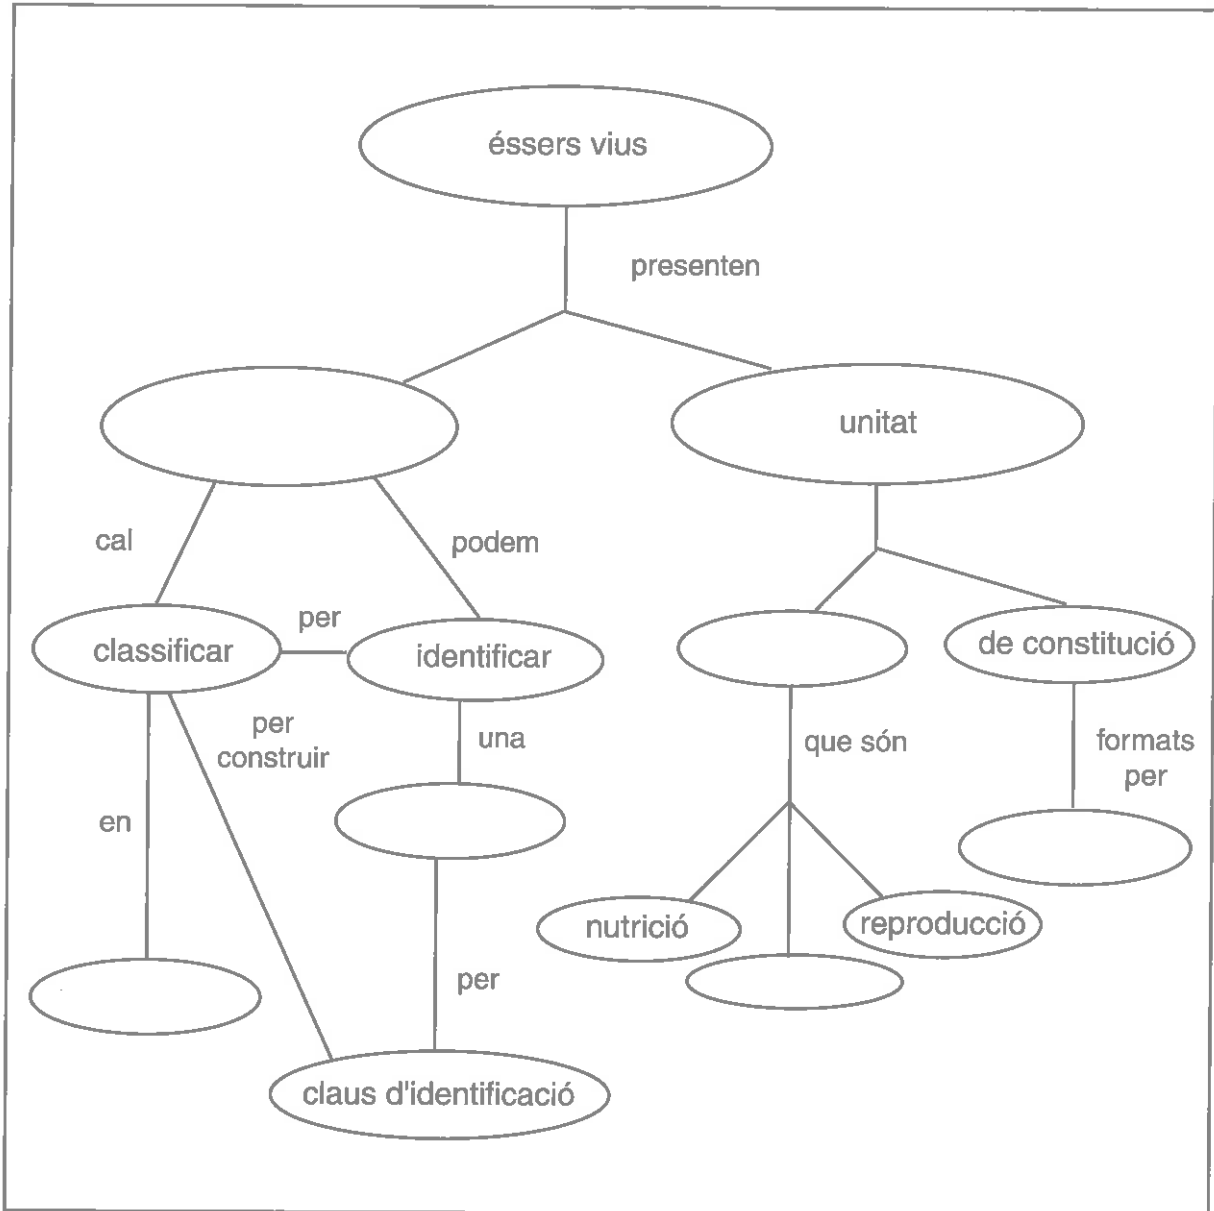 éssers vius
presenten
unitat
cal
podem
classificar
per
identificar
de constitució
per
construir
una
que són
formats
per
en
nutrició
reproducció
per
claus d'identificació